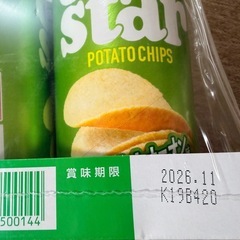 star
POTATO CHIPS
賞味期限
2026.11
K19B420
500144